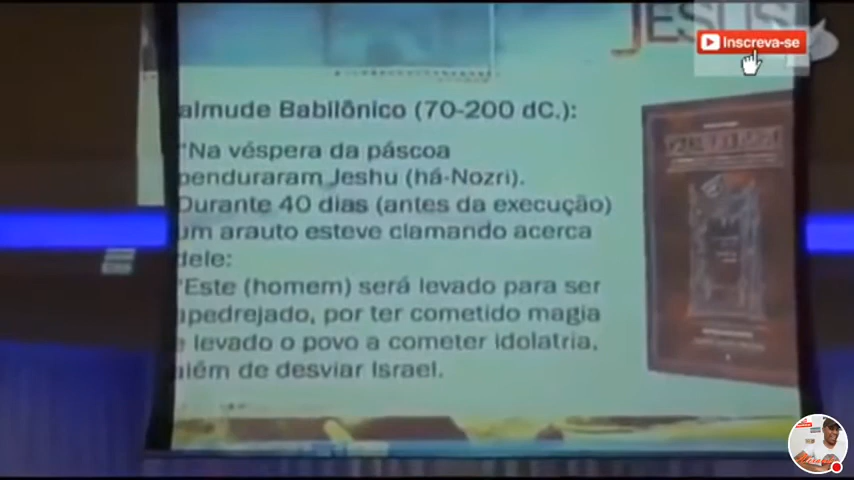 JESUS
Inscreva-se
almude Babilônico (70-200 dC.):
"Na véspera da páscoa
penduraram Jeshu (há-Nozri).
Durante 40 dias (antes da execução)
um arauto esteve clamando acerca
dele:
"Este (homem) será levado para ser
apedrejado, por ter cometido magia
e levado o povo a cometer idolatria,
além de desviar Israel.